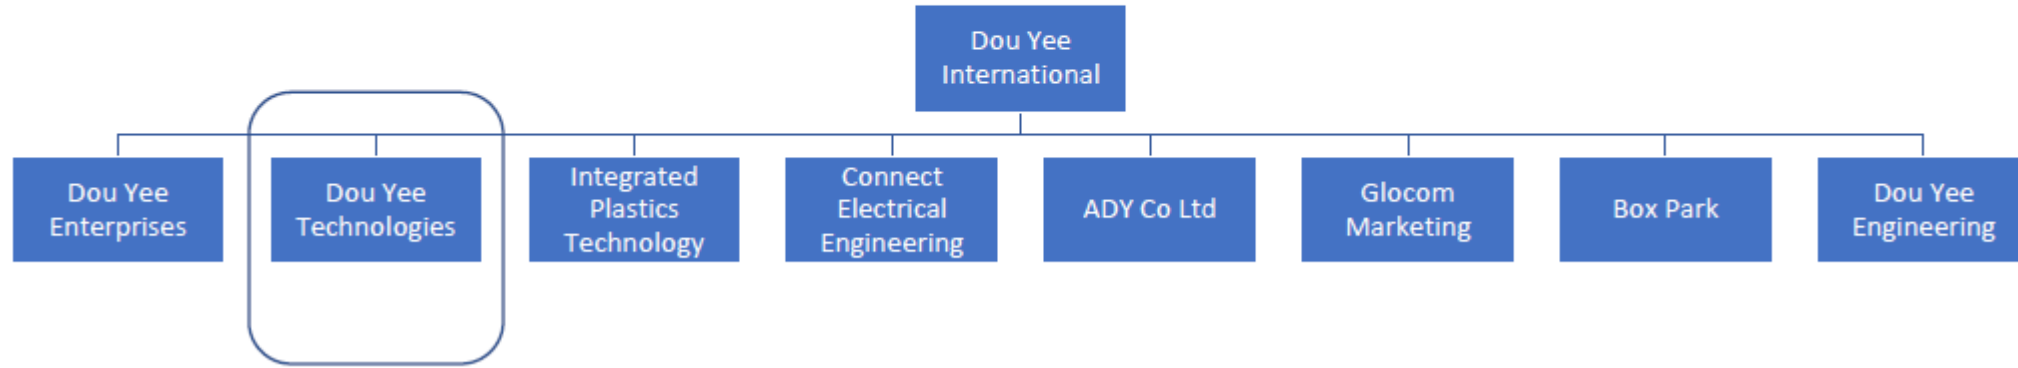 Dou Yee
International
Dou Yee
Enterprises
Dou Yee
Technologies
Integrated
Plastics
Technology
Connect
Electrical
Engineering
ADY Co Ltd
Glocom
Marketing
Box Park
Dou Yee
Engineering